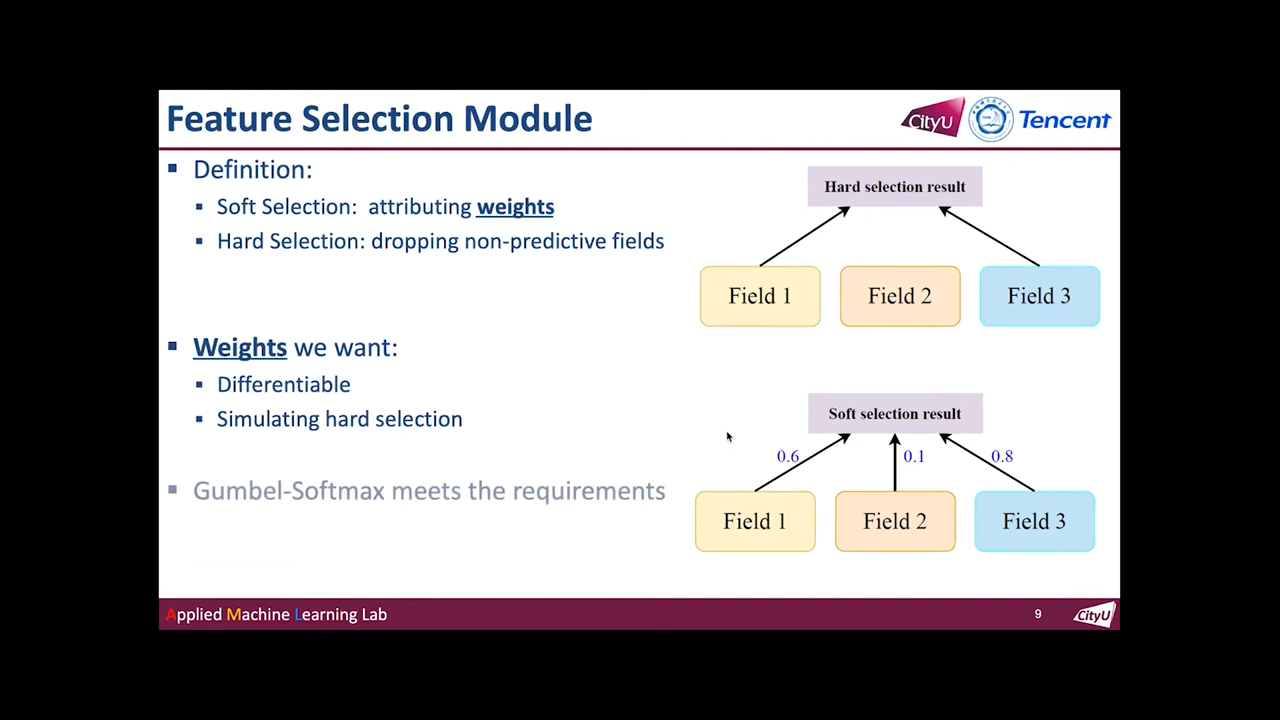 Feature Selection Module
CityU
Tencent
Definition:
Soft Selection: attributing weights
Hard Selection: dropping non-predictive fields
Weights we want:
Differentiable
Simulating hard selection
Gumbel-Softmax meets the requirements
Hard selection result
Field 1
Field 2
Field 3
Soft selection result
0.6
0.1
0.8
Field 1
Field 2
Field 3
Applied Machine Learning Lab
9
CityU